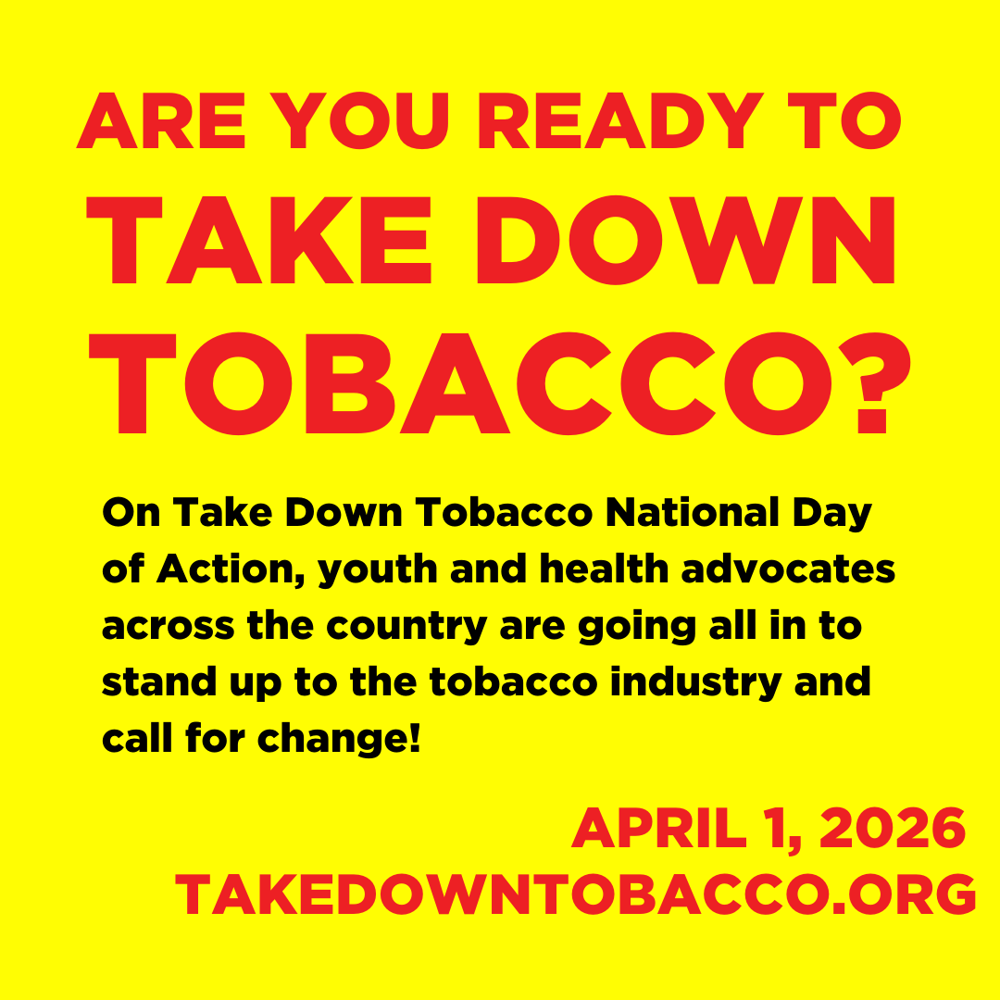 ARE YOU READY TO
TAKE DOWN
TOBACCO?
On Take Down Tobacco National Day
of Action, youth and health advocates
across the country are going all in to
stand up to the tobacco industry and
call for change!
APRIL 1, 2026
TAKEDOWNTOBACCO.ORG